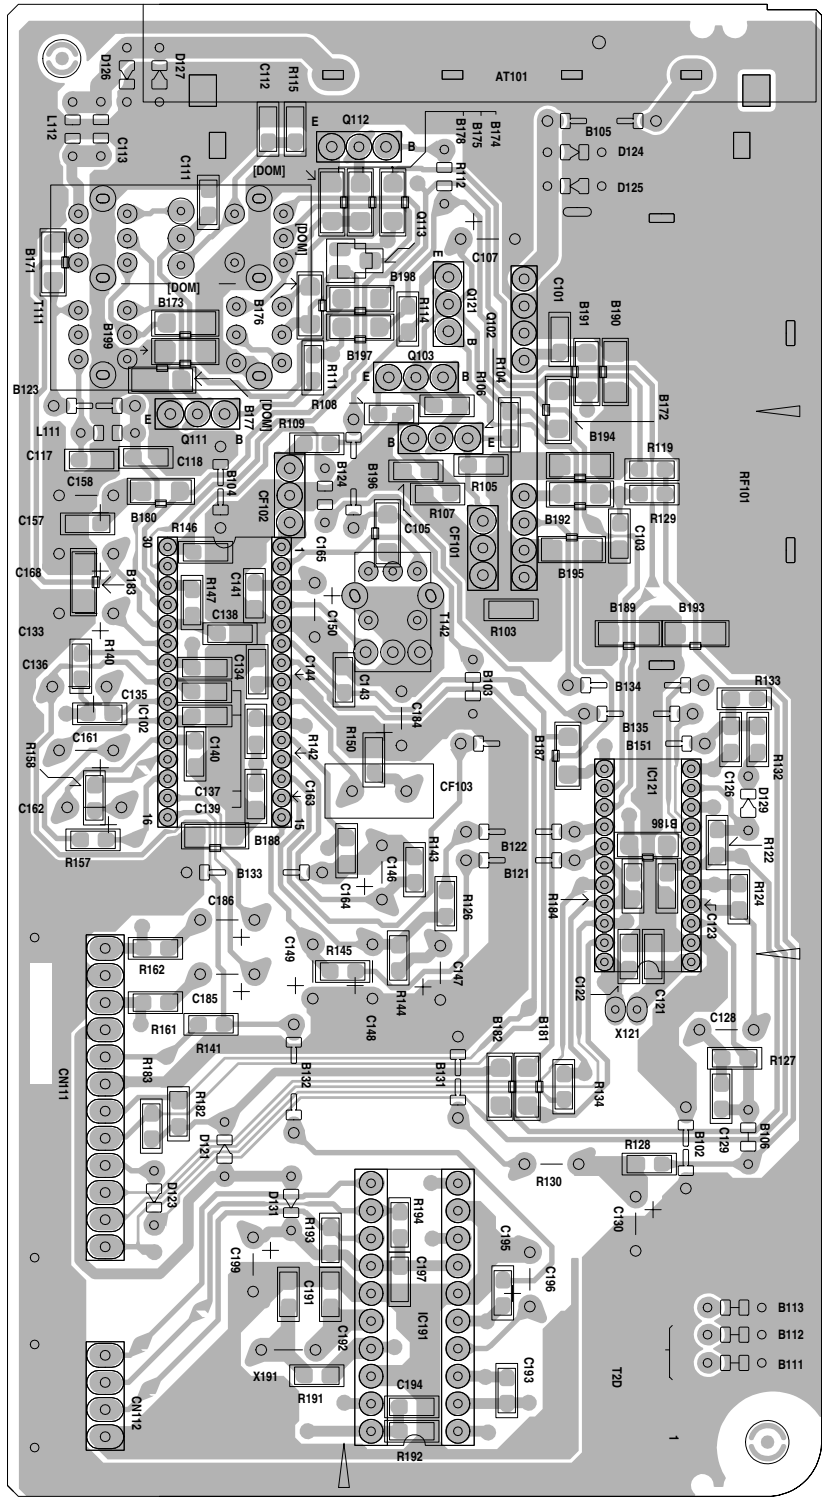 D126
D127
C112
R115
AT101
L112
C113
E
Q112
B
B178
B175
B174
B105
D124
D125
[DOM]
C111
R112
Q113
[DOM]
C107
B171
T111
[DOM]
B173
B176
B198
E
Q121
B
Q102
C101
B191
B190
B199
R114
B197
R111
Q103
E
B
R106
R104
B123
R108
B172
E
Q111
B
B177
[DOM]
B
E
L111
R109
B194
R119
C117
C118
B104
CF102
B124
B196
R105
RF101
C158
R107
B180
C105
CF101
B192
R129
C157
R146
30
1
C165
C103
B195
C168
B183
R147
C141
C138
C150
T142
R103
B189
B193
C133
R140
C136
C134
C144
C143
B103
B134
R133
C135
IC102
C184
B135
C161
R142
R150
B187
B151
R158
C140
CF103
IC121
C126
R132
C162
C137
C139
C163
D129
16
15
B186
R157
B188
B122
R143
R122
B133
C164
C146
B121
R184
R124
C186
R126
C123
C149
R145
R162
C147
R144
C122
C121
C185
X121
C128
R161
R141
C148
B182
B181
R127
CN111
R183
B132
B131
R134
R182
C129
B106
D121
B102
R128
R130
D123
D131
R194
C130
R193
C199
C195
C197
C196
C191
IC191
B113
C192
B112
X191
B111
R191
C193
T2D
CN112
C194
R192
1